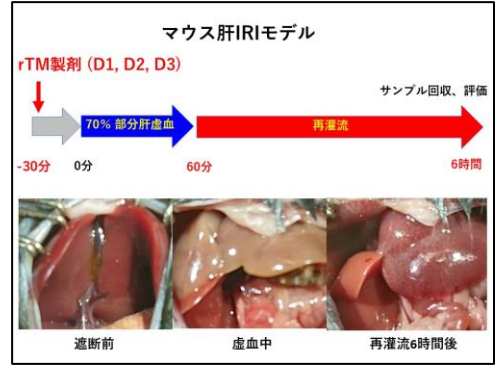 マウス肝IRIモデル
rTM製剤 (D1, D2, D3)
サンプル回収、評価
70% 部分肝虚血
再灌流
-30分
0分
60分
6時間
遮断前
虚血中
再灌流6時間後